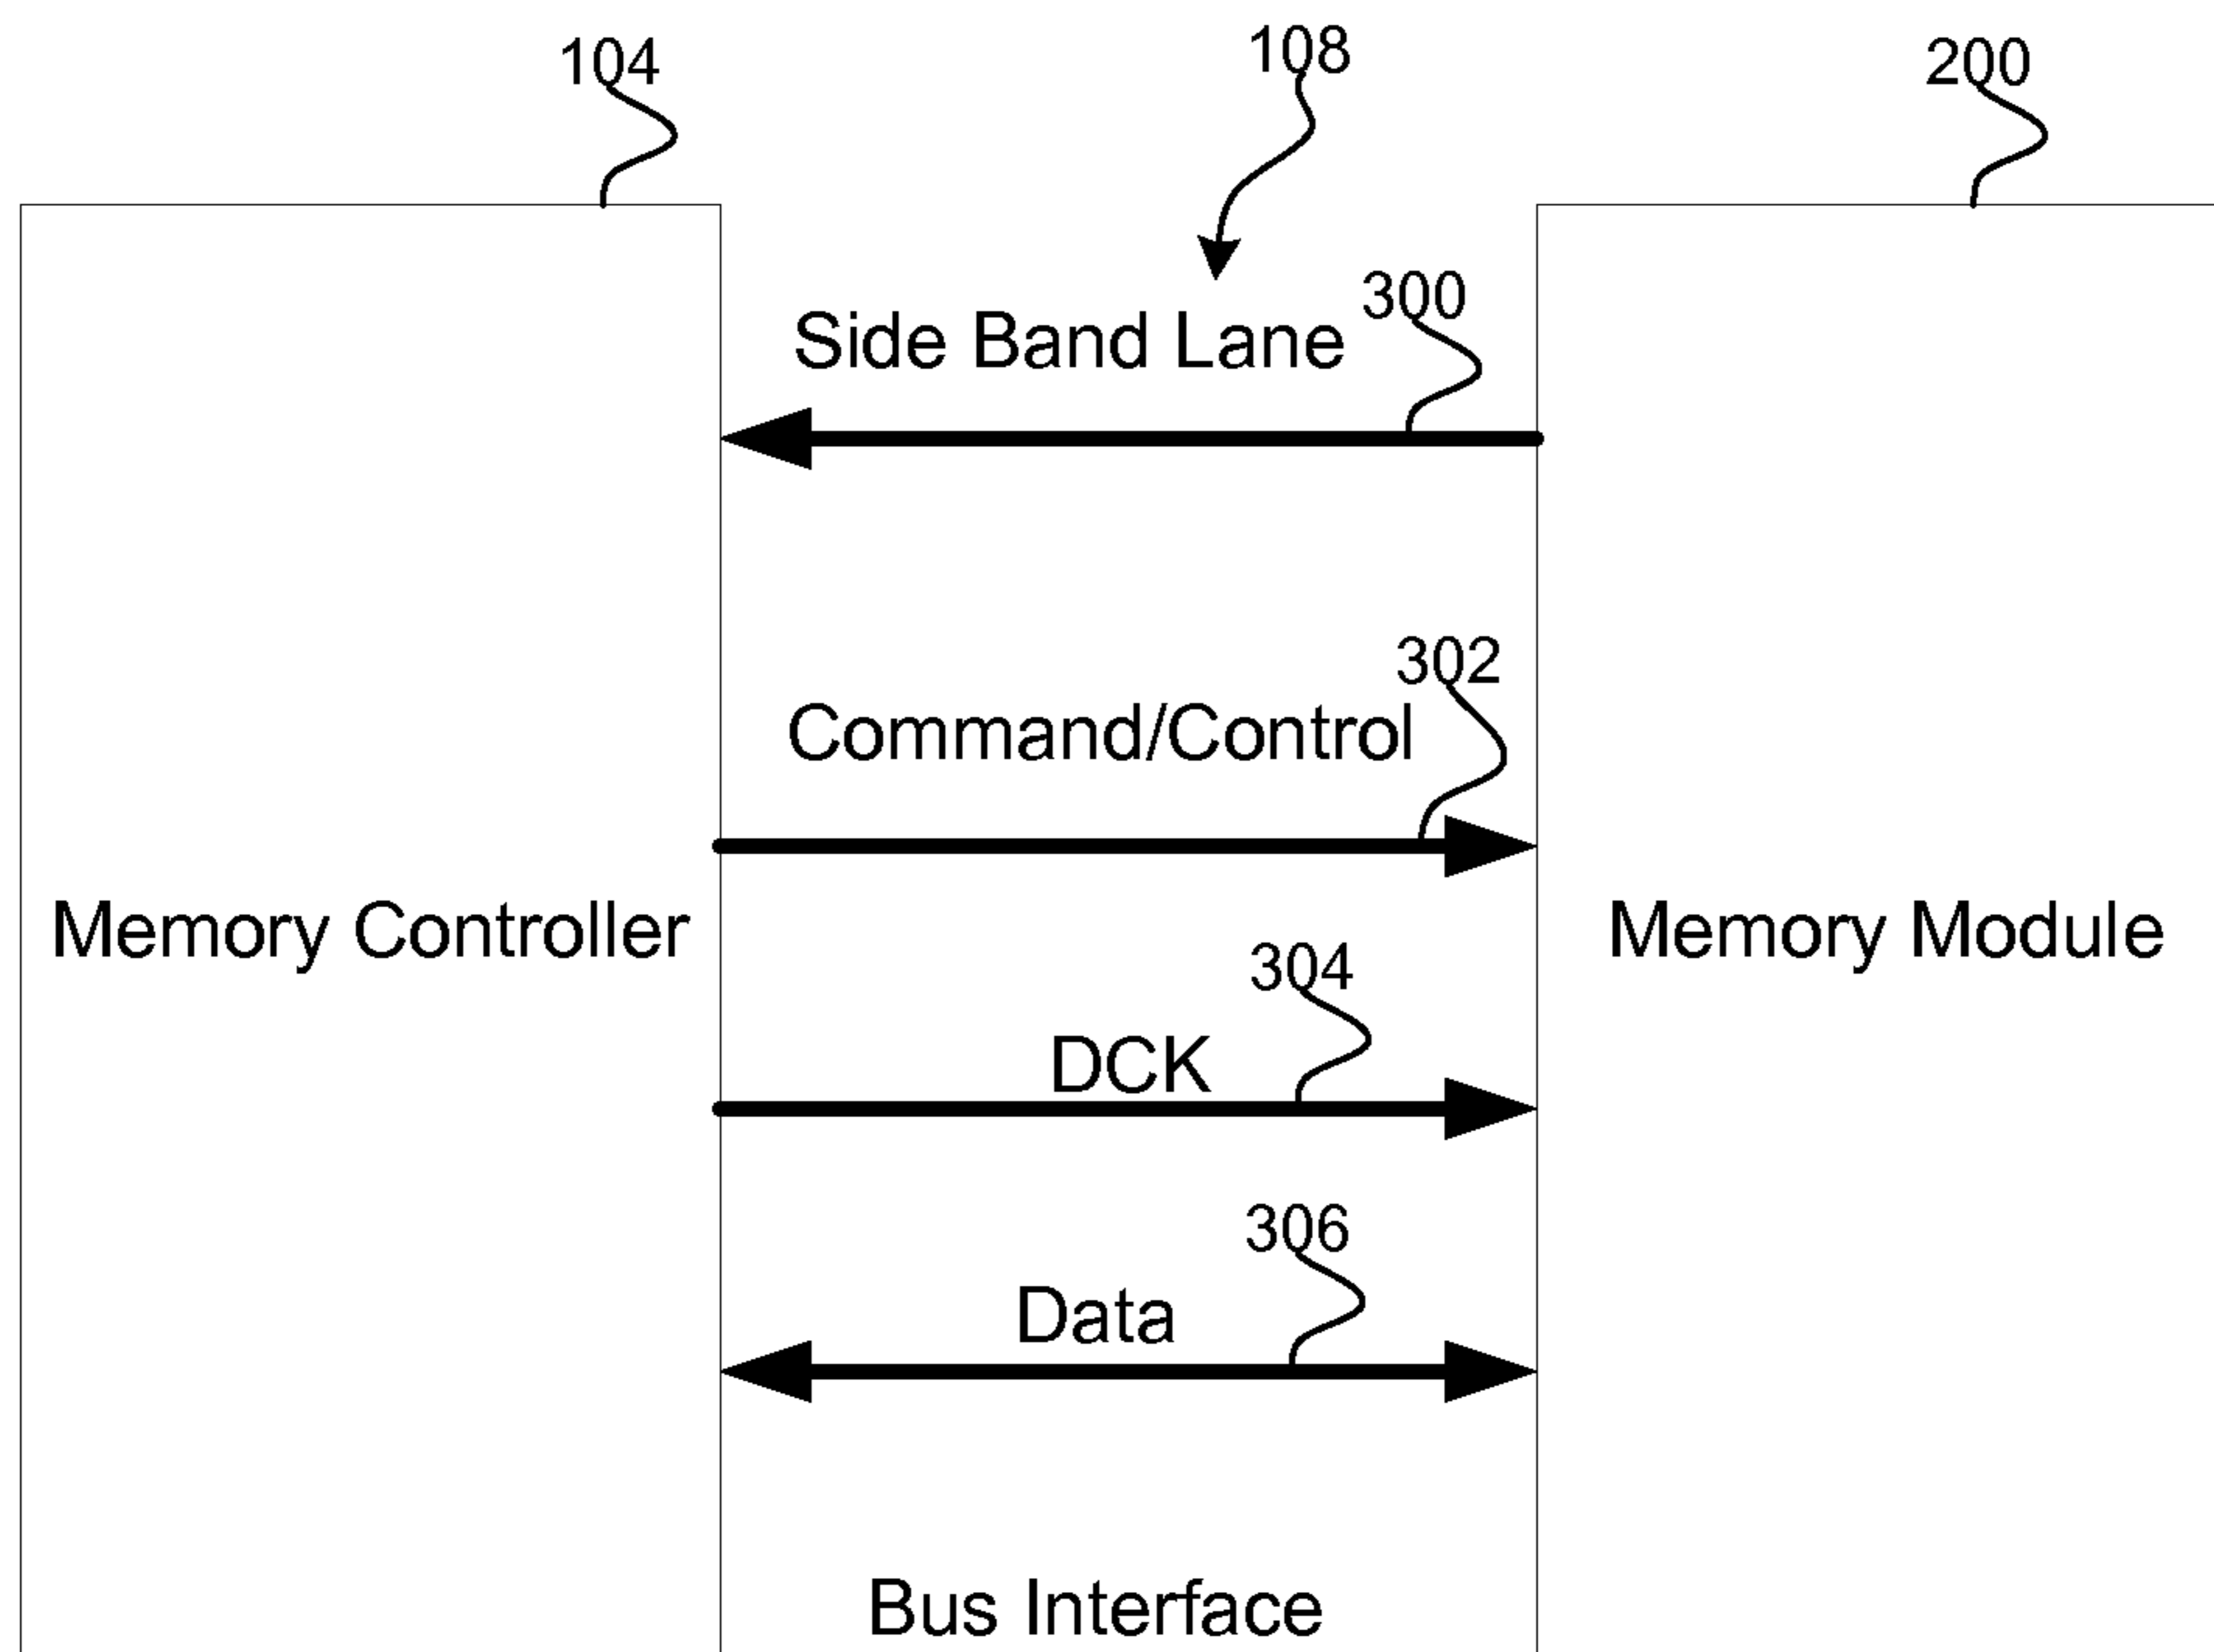 104
108
200
300
Side Band Lane
302
Command/Control
Memory Controller
Memory Module
304
DCK
306
Data
Bus Interface